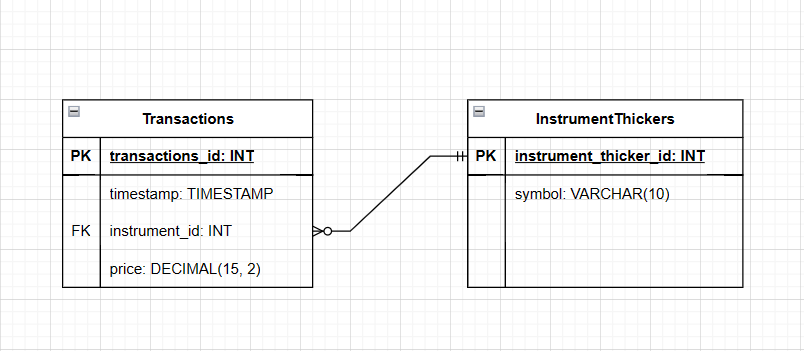 Transactions
PK transactions_id: INT
timestamp: TIMESTAMP
FK instrument_id: INT
price: DECIMAL(15, 2)
InstrumentThickers
PK instrument_thicker_id: INT
symbol: VARCHAR(10)